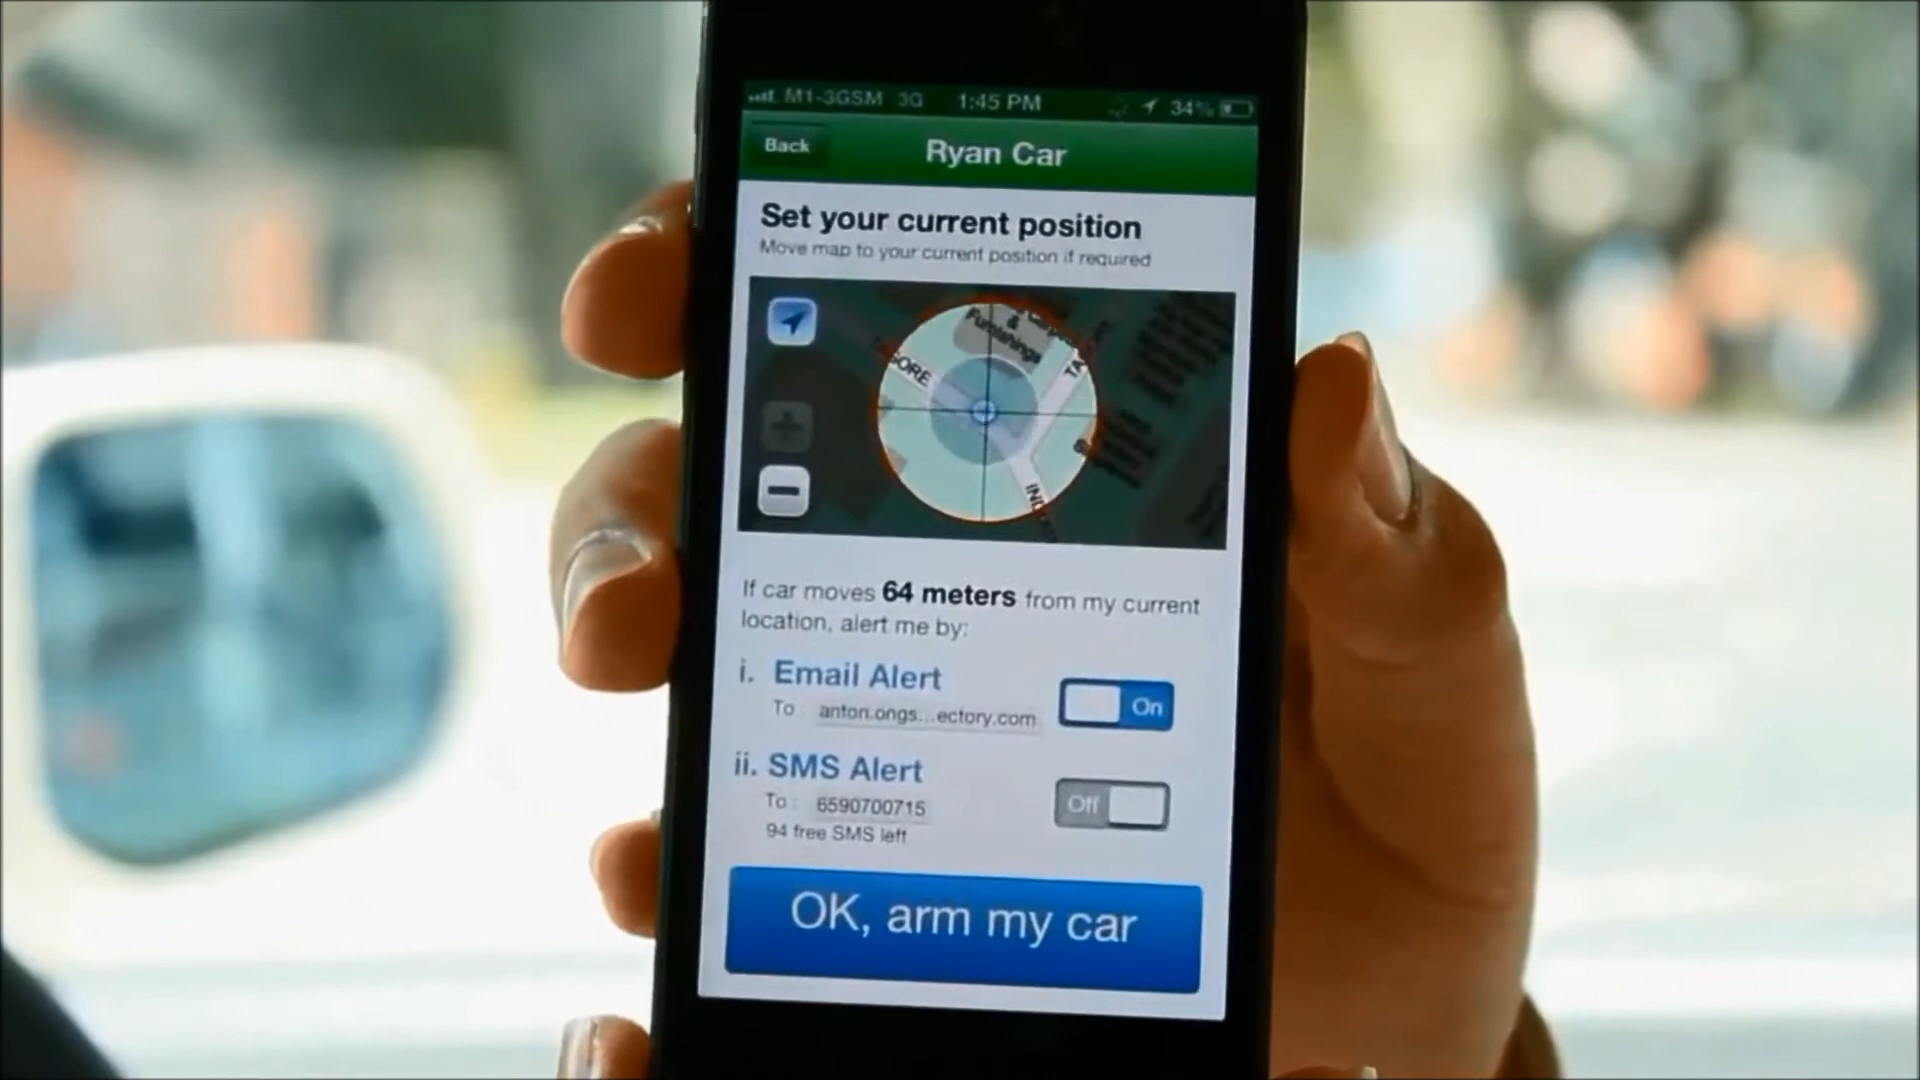 M1-3GSM 3G 1:45 PM 34%
Back
Ryan Car
Set your current position
Move map to your current position if required
&
Furnishings
If car moves 64 meters from my current
location, alert me by:
i. Email Alert
On
To anton.ongs...ectory.com
ii. SMS Alert
Off
To : 6590700715
94 free SMS left
OK, arm my car